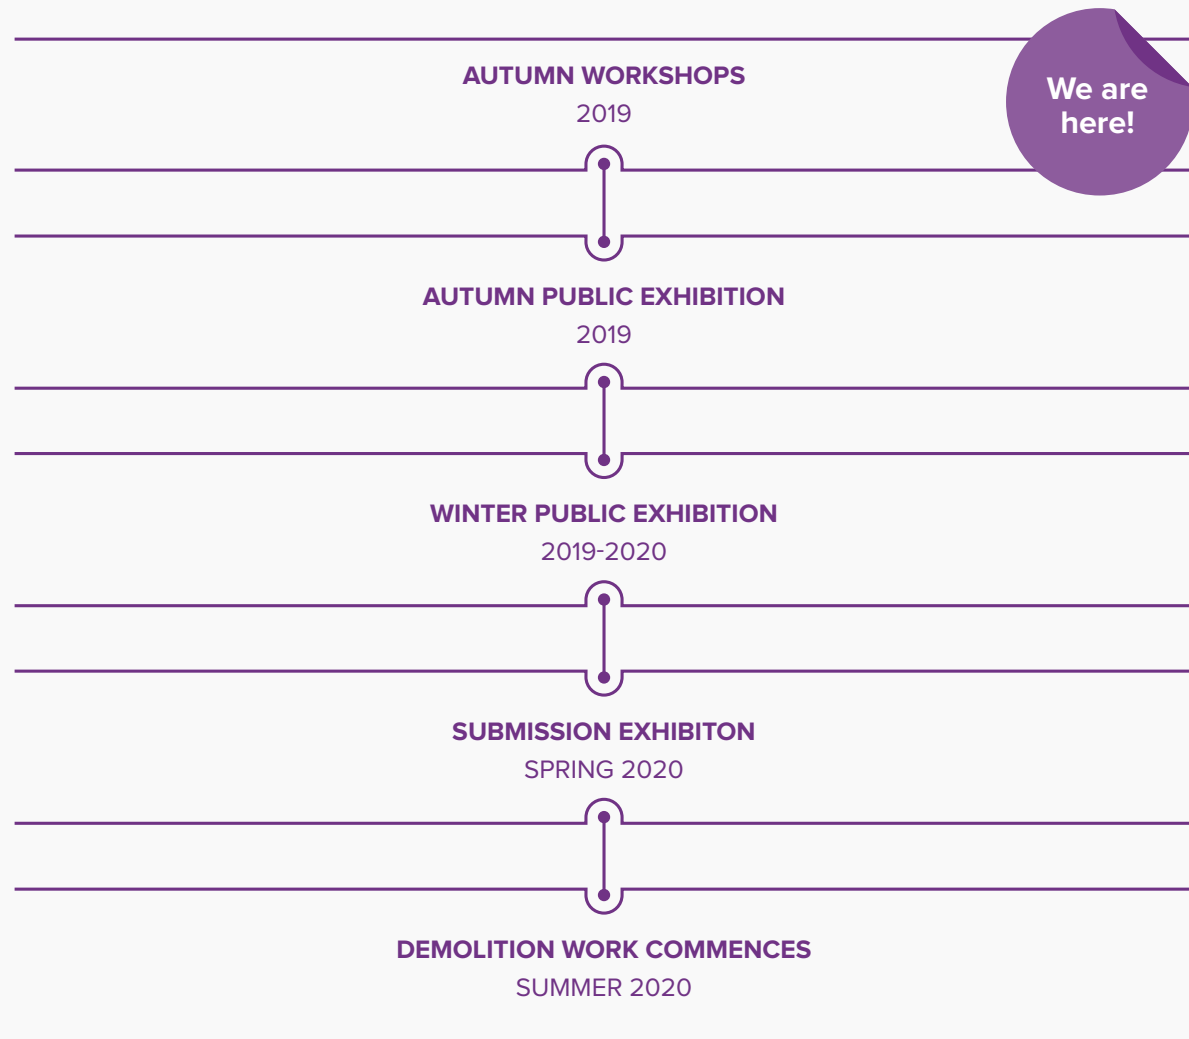 AUTUMN WORKSHOPS
2019
We are
here!
AUTUMN PUBLIC EXHIBITION
2019
WINTER PUBLIC EXHIBITION
2019-2020
SUBMISSION EXHIBITON
SPRING 2020
DEMOLITION WORK COMMENCES
SUMMER 2020